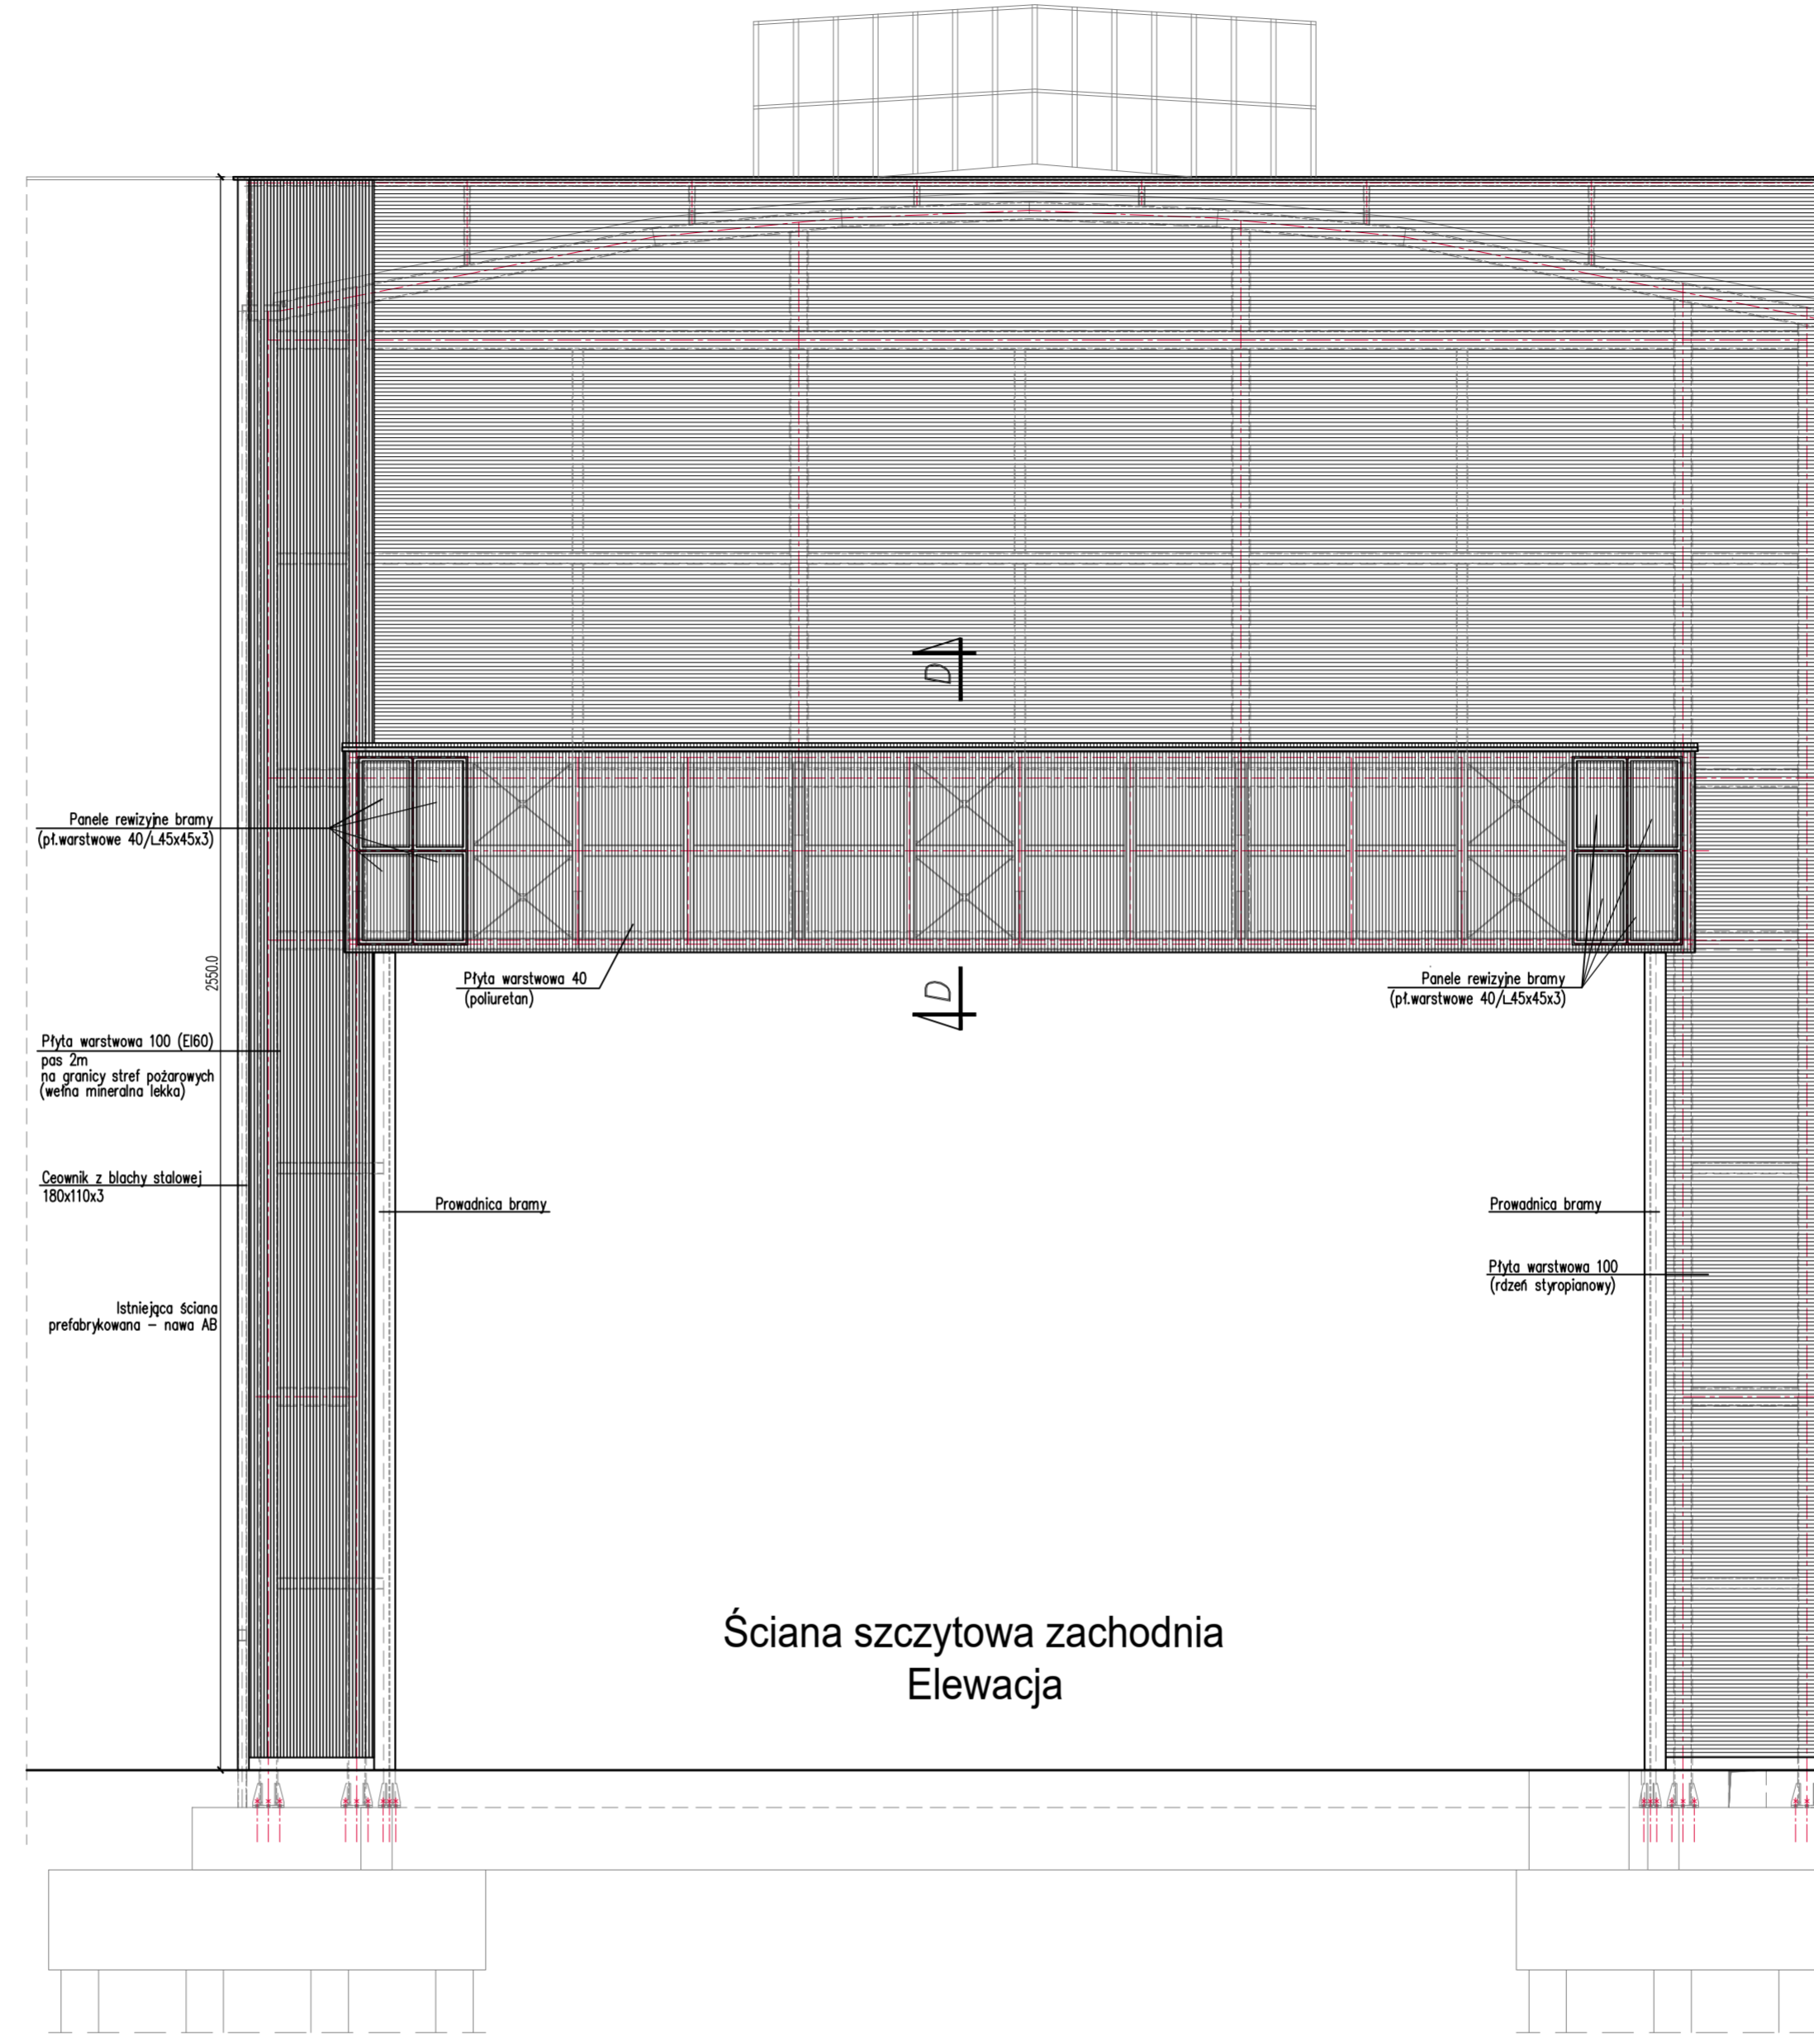 D
Panele rewizyjne bramy
(pł.warstwowe 40/L45x45x3)
2550.0
Płyta warstwowa 40
(poliuretan)
D
Panele rewizyjne bramy
(pł.warstwowe 40/L45x45x3)
Płyta warstwowa 100 (EI60)
pas 2m
na granicy stref pożarowych
(wełna mineralna lekka)
Ceownik z blachy stalowej
180x110x3
Prowadnica bramy
Prowadnica bramy
Płyta warstwowa 100
(rdzeń styropianowy)
Istniejąca ściana
prefabrykowana – nawa AB
Ściana szczytowa zachodnia
Elewacja